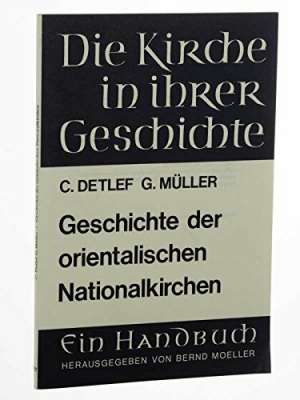 Die Kirche
in ihrer
Geschichte
C. DETLEF G. MÜLLER
Geschichte der
orientalischen
Nationalkirchen
Ein Handbuch
HERAUSGEGEBEN VON BERND MOELLER